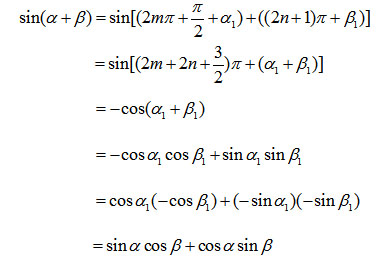 sin(α + β) = sin[(2mπ + π/2 + α₁) + ((2n+1)π + β₁)]
= sin[(2m + 2n + 3/2)π + (α₁ + β₁)]
= −cos(α₁ + β₁)
= −cos α₁ cos β₁ + sin α₁ sin β₁
= cos α₁(−cos β₁) + (−sin α₁)(−sin β₁)
= sin α cos β + cos α sin β